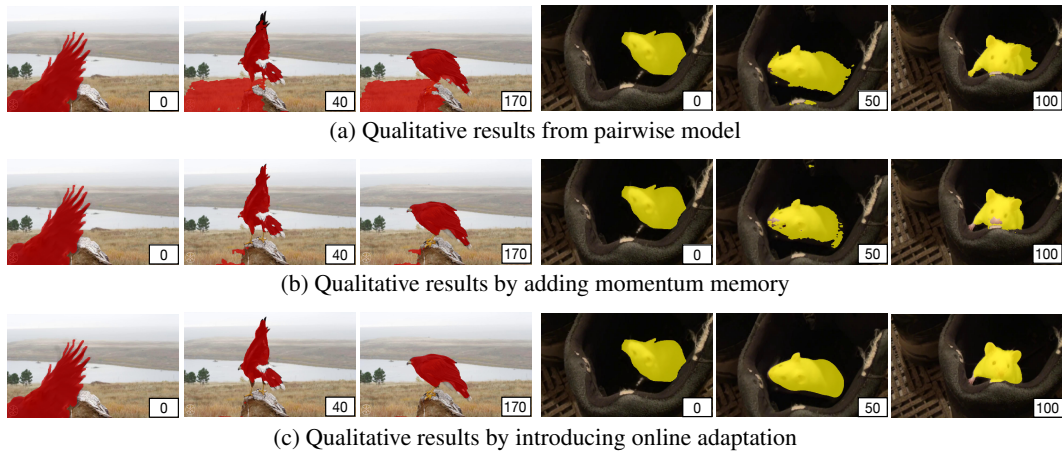 0 40 170 0 50 100
(a) Qualitative results from pairwise model
0 40 170 0 50 100
(b) Qualitative results by adding momentum memory
0 40 170 0 50 100
(c) Qualitative results by introducing online adaptation